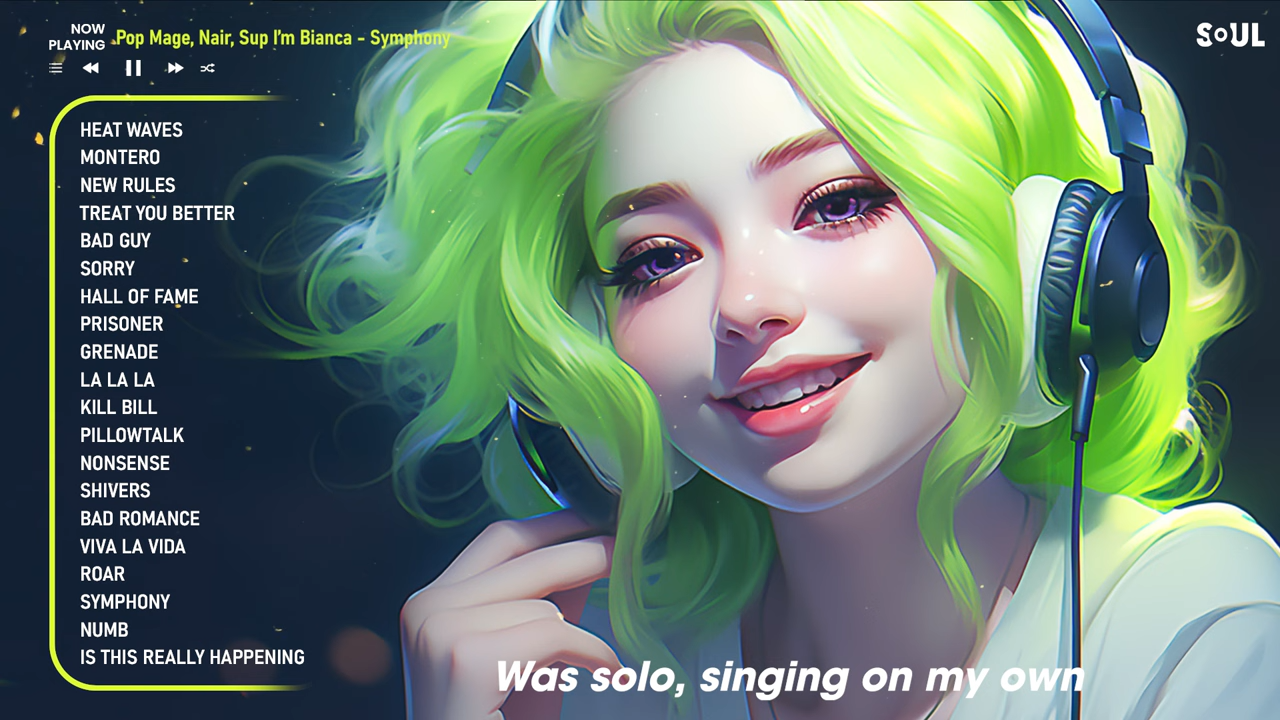 NOW
PLAYING
Pop Mage, Nair, Sup I'm Bianca - Symphony
SOUL
HEAT WAVES
MONTERO
NEW RULES
TREAT YOU BETTER
BAD GUY
SORRY
HALL OF FAME
PRISONER
GRENADE
LA LA LA
KILL BILL
PILLOWTALK
NONSENSE
SHIVERS
BAD ROMANCE
VIVA LA VIDA
ROAR
SYMPHONY
NUMB
IS THIS REALLY HAPPENING
Was solo, singing on my own